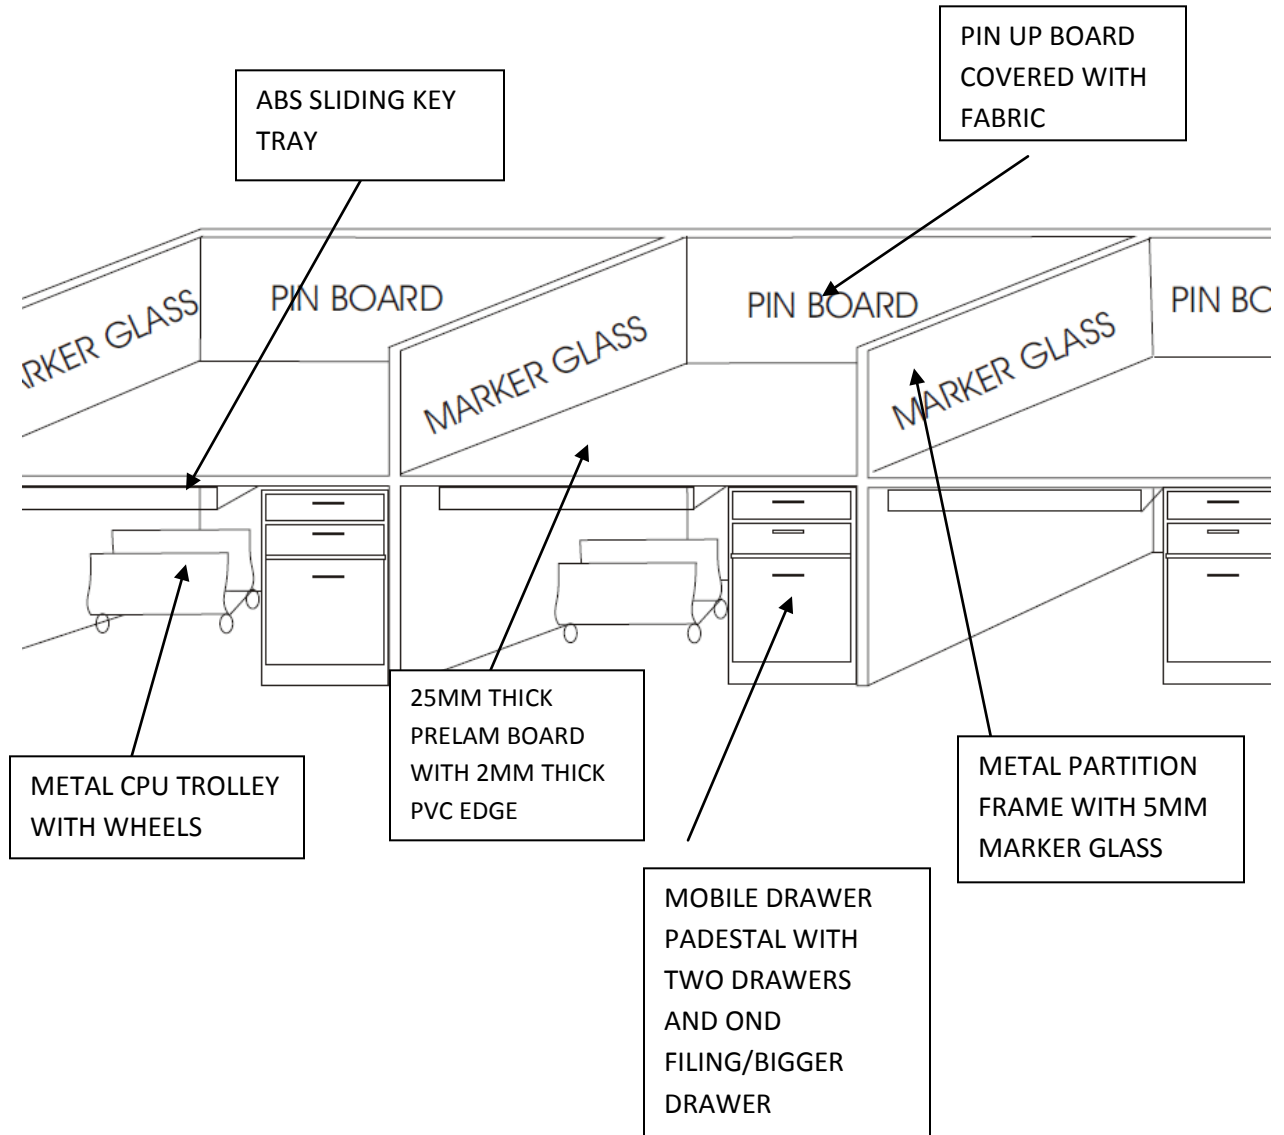 PIN UP BOARD
COVERED WITH
FABRIC
ABS SLIDING KEY
TRAY
PIN BOARD
PIN BOARD
PIN BO
RKER GLASS
MARKER GLASS
MARKER GLASS
25MM THICK
PRELAM BOARD
WITH 2MM THICK
PVC EDGE
METAL CPU TROLLEY
WITH WHEELS
METAL PARTITION
FRAME WITH 5MM
MARKER GLASS
MOBILE DRAWER
PADESTAL WITH
TWO DRAWERS
AND OND
FILING/BIGGER
DRAWER